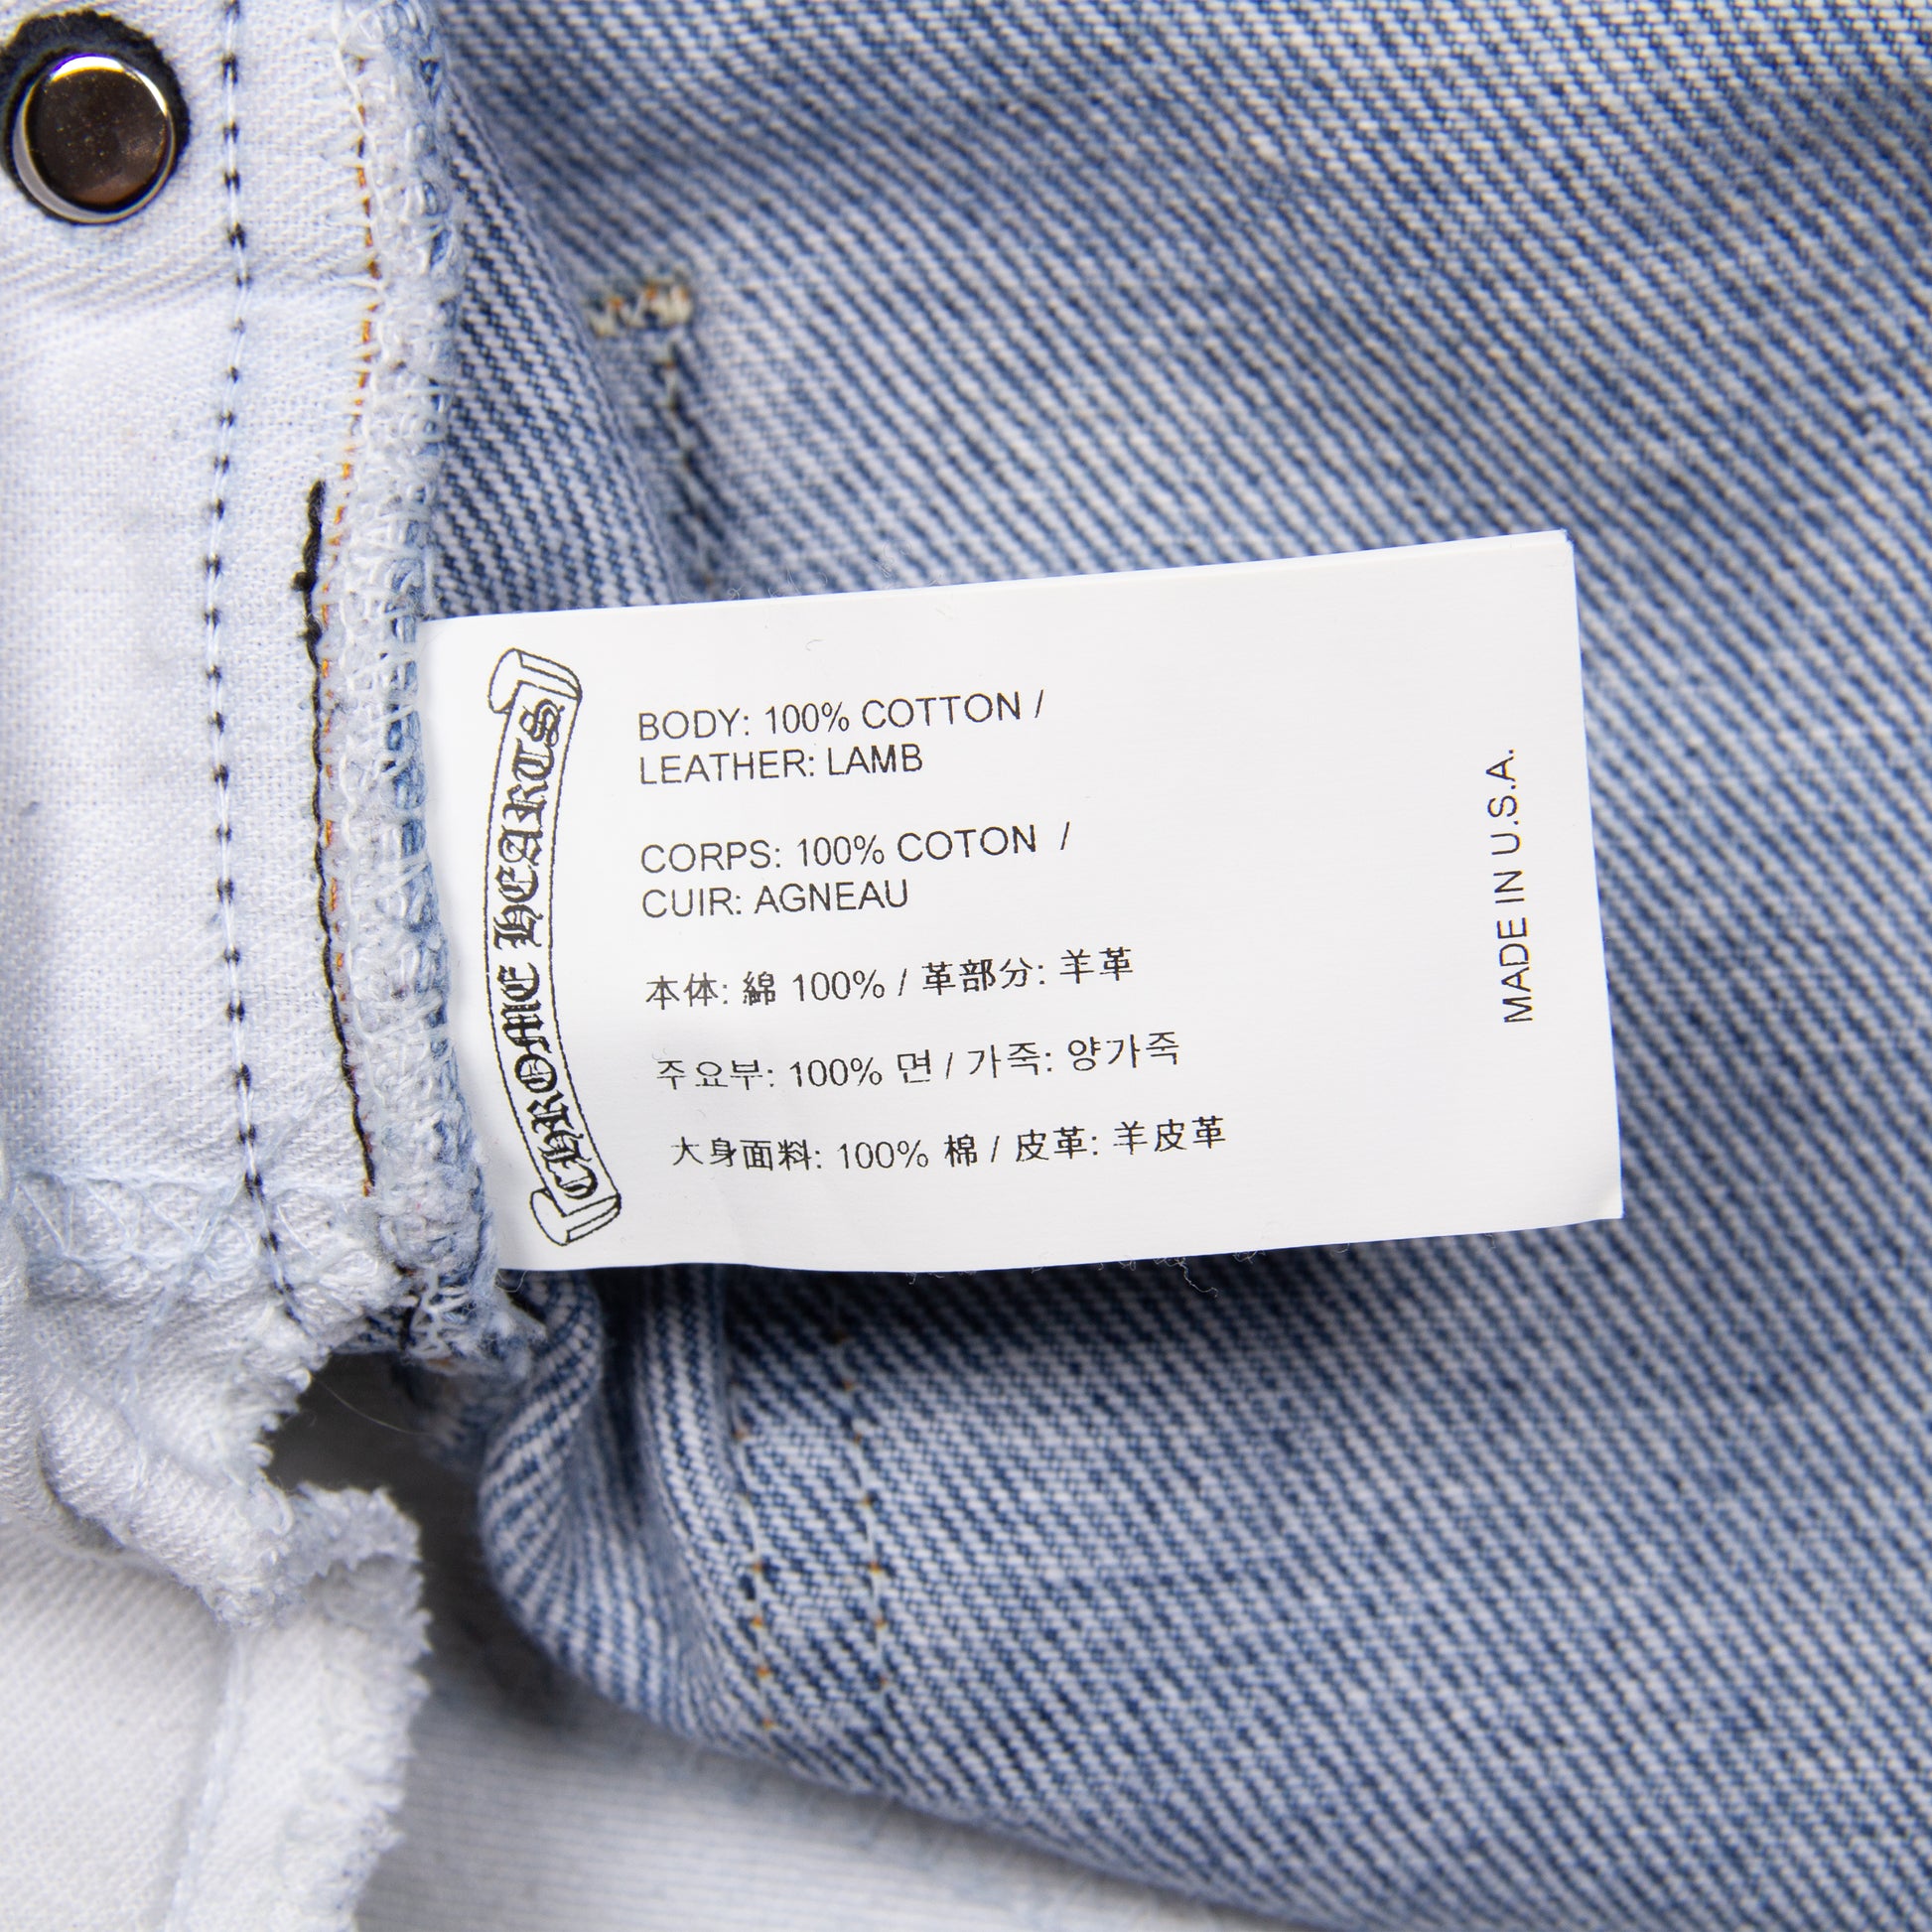 CHROME HEARTS
BODY: 100% COTTON /
LEATHER: LAMB
CORPS: 100% COTON /
CUIR: AGNEAU
本体: 綿 100% / 革部分: 羊革
주요부: 100% 면 / 가죽: 양가죽
大身面料: 100% 棉 / 皮革: 羊皮革
MADE IN U.S.A.